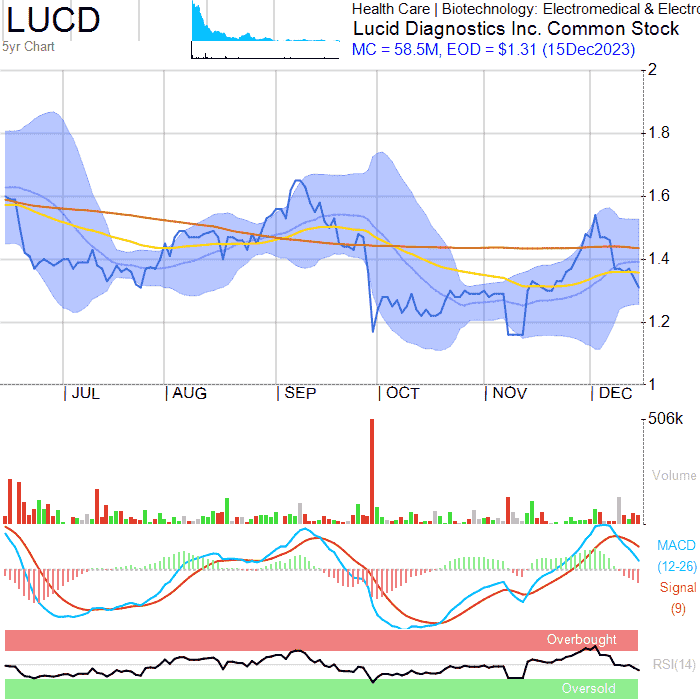 LUCD
5yr Chart
Health Care | Biotechnology: Electromedical & Electro
Lucid Diagnostics Inc. Common Stock
MC = 58.5M, EOD = $1.31 (15Dec2023)
2
1.8
1.6
1.4
1.2
1
JUL AUG SEP OCT NOV DEC
506k
Volume
MACD
(12-26)
Signal
(9)
Overbought
RSI(14)
Oversold